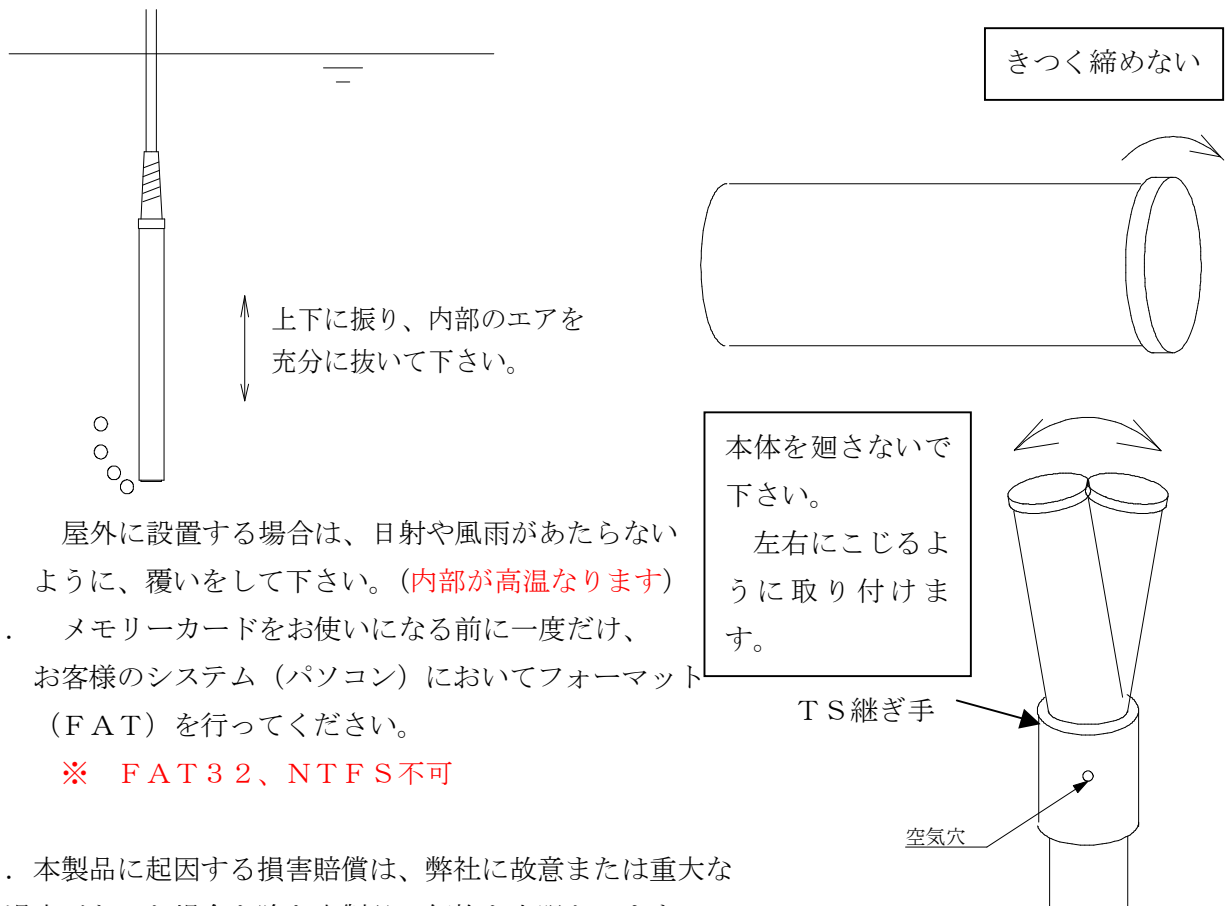 きつく締めない
上下に振り、内部のエアを
充分に抜いて下さい。
本体を廻さないで
下さい。
左右にこじるよ
うに取り付けま
す。
屋外に設置する場合は、日射や風雨があたらない
ように、覆いをして下さい。（内部が高温なります）
．　メモリーカードをお使いになる前に一度だけ、
お客様のシステム（パソコン）においてフォーマット
（ＦＡＴ）を行ってください。
※　ＦＡＴ３２、ＮＴＦＳ不可
ＴＳ継ぎ手
空気穴
．本製品に起因する損害賠償は、弊社に故意または重大な